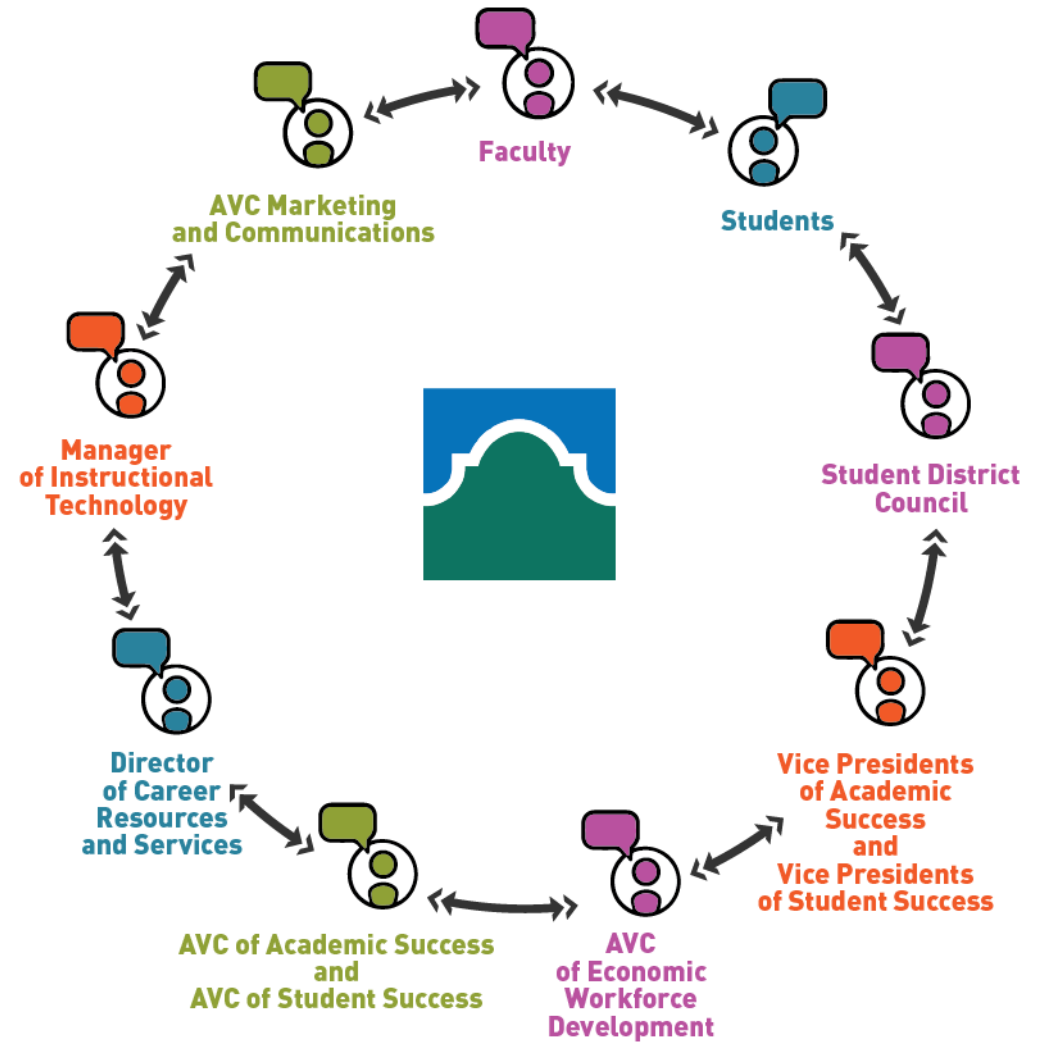 Faculty
Students
Student District
Council
Vice Presidents
of Academic
Success
and
Vice Presidents
of Student Success
AVC
of Economic
Workforce
Development
AVC of Academic Success
and
AVC of Student Success
Director
of Career
Resources
and Services
Manager
of Instructional
Technology
AVC Marketing
and Communications